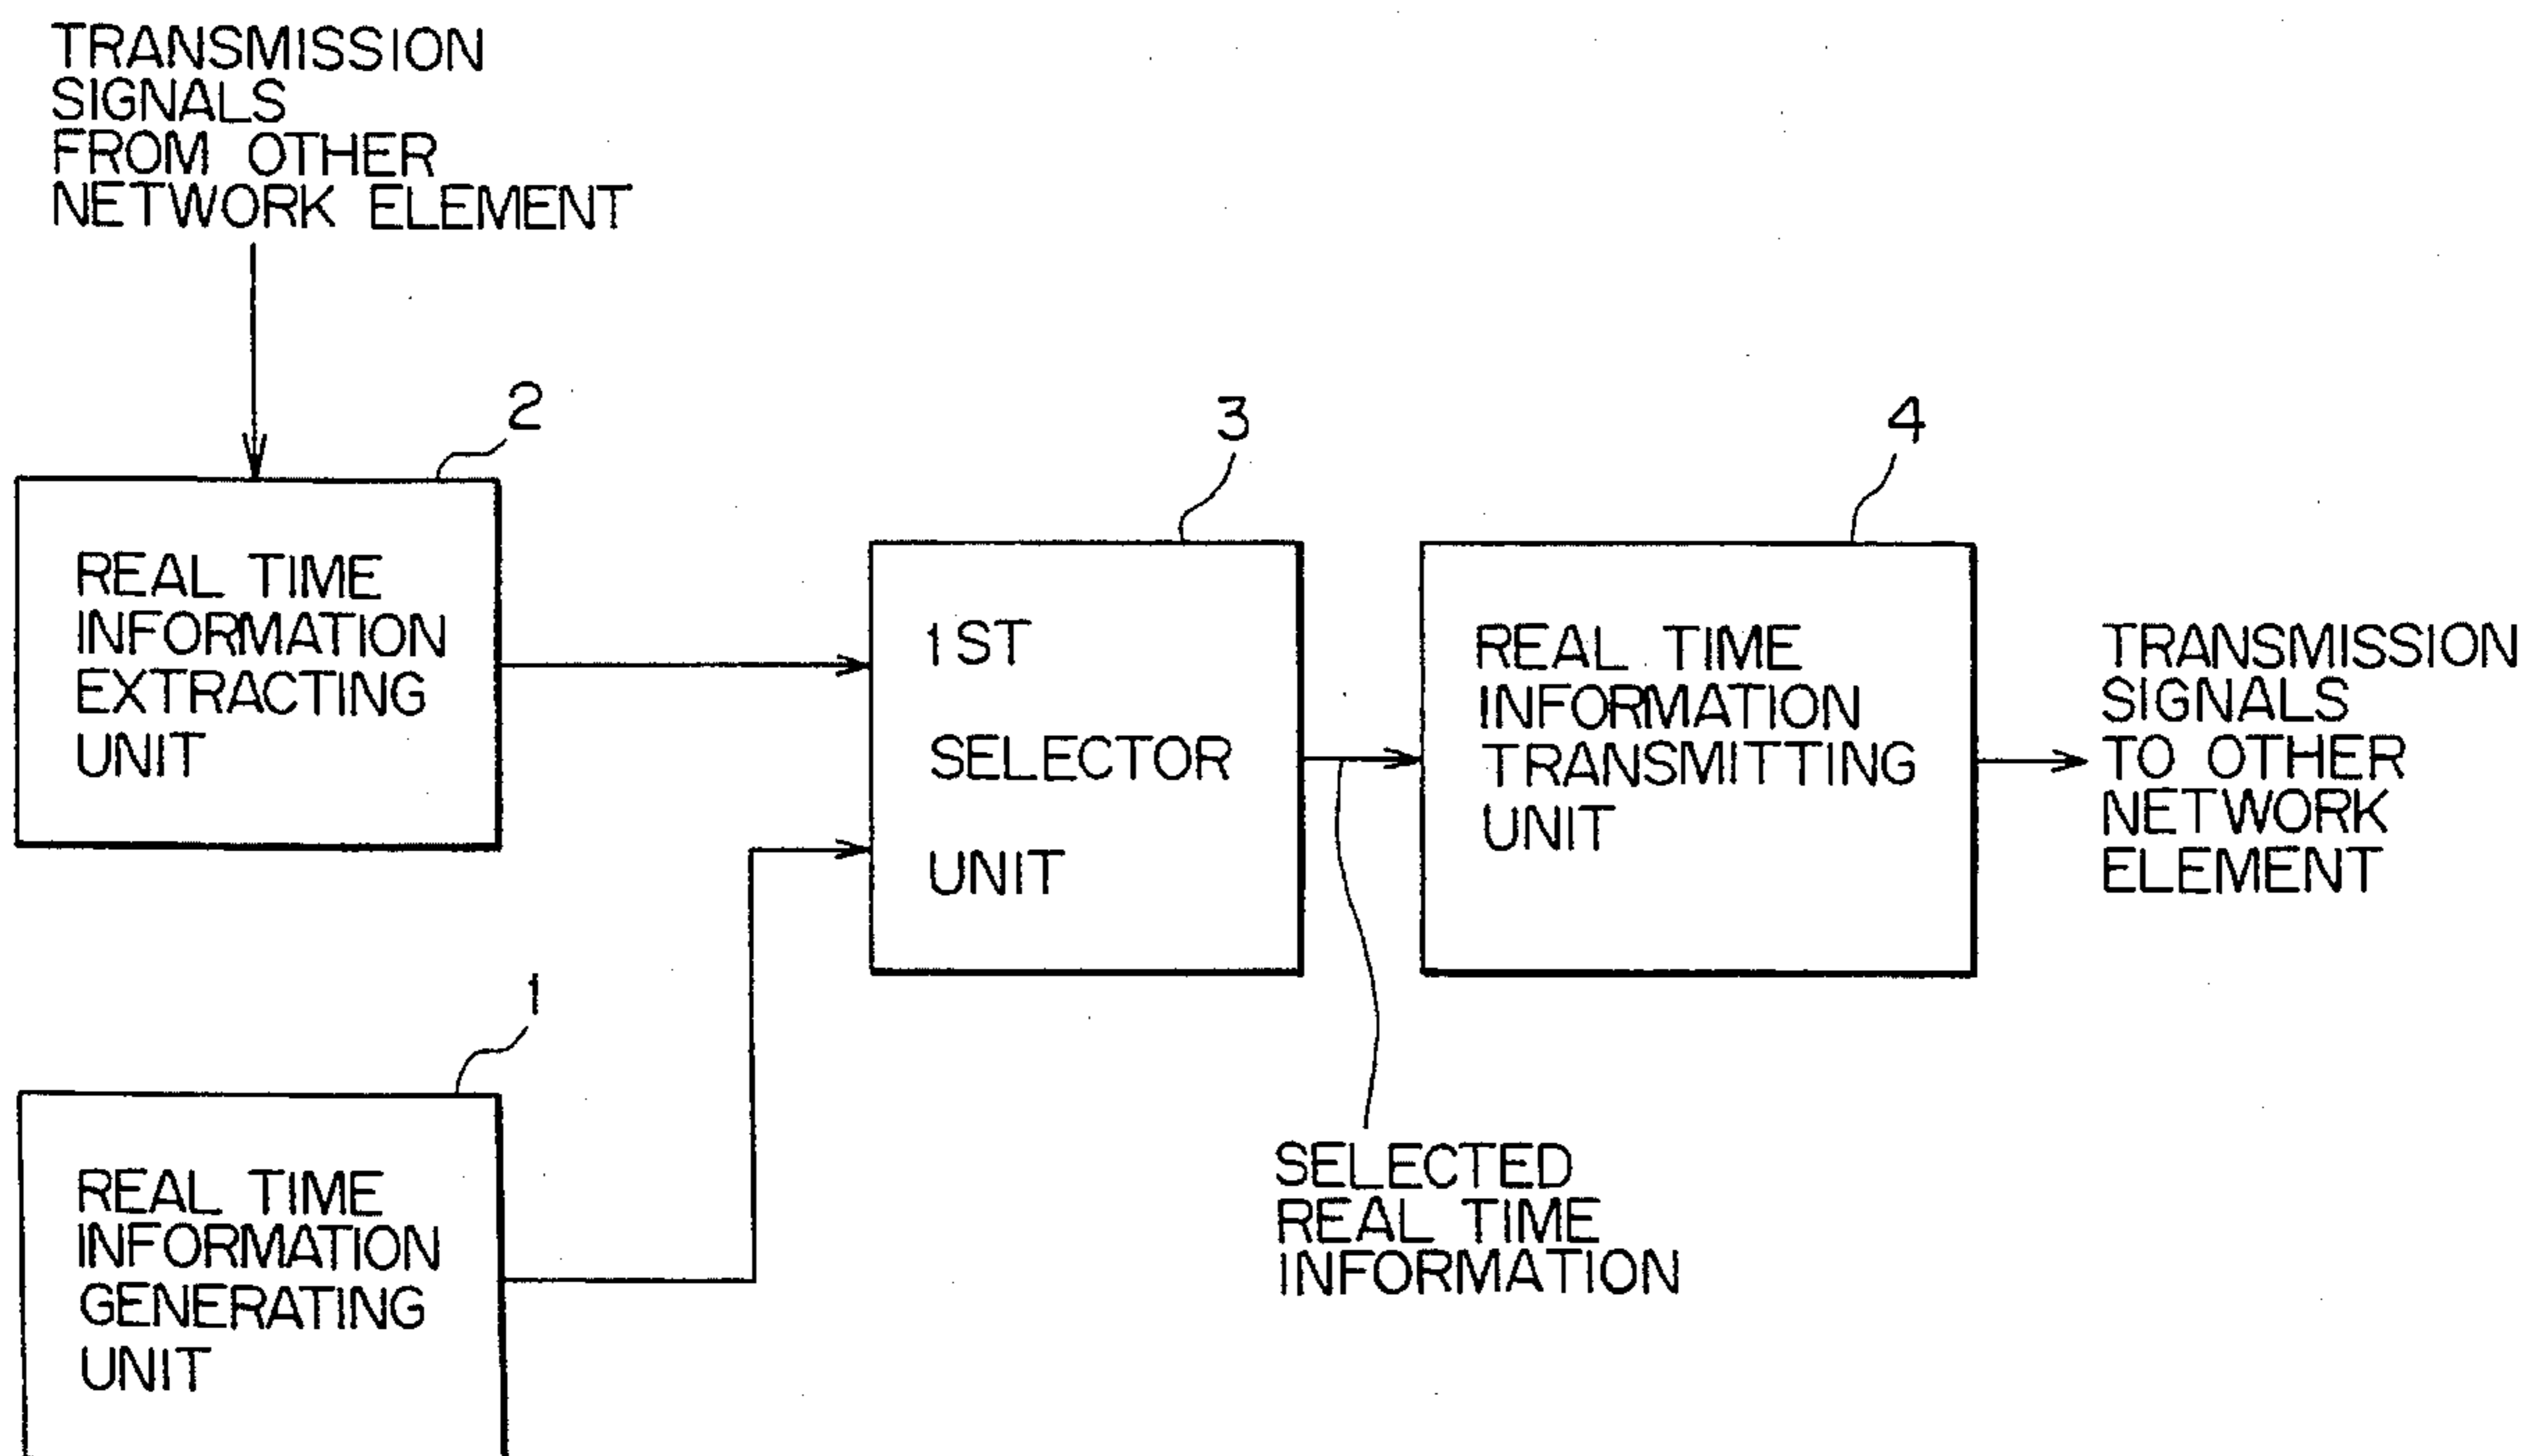 TRANSMISSION
SIGNALS
FROM OTHER
NETWORK ELEMENT
2
REAL TIME
INFORMATION
EXTRACTING
UNIT
3
1ST
SELECTOR
UNIT
4
REAL TIME
INFORMATION
TRANSMITTING
UNIT
TRANSMISSION
SIGNALS
TO OTHER
NETWORK
ELEMENT
1
REAL TIME
INFORMATION
GENERATING
UNIT
SELECTED
REAL TIME
INFORMATION